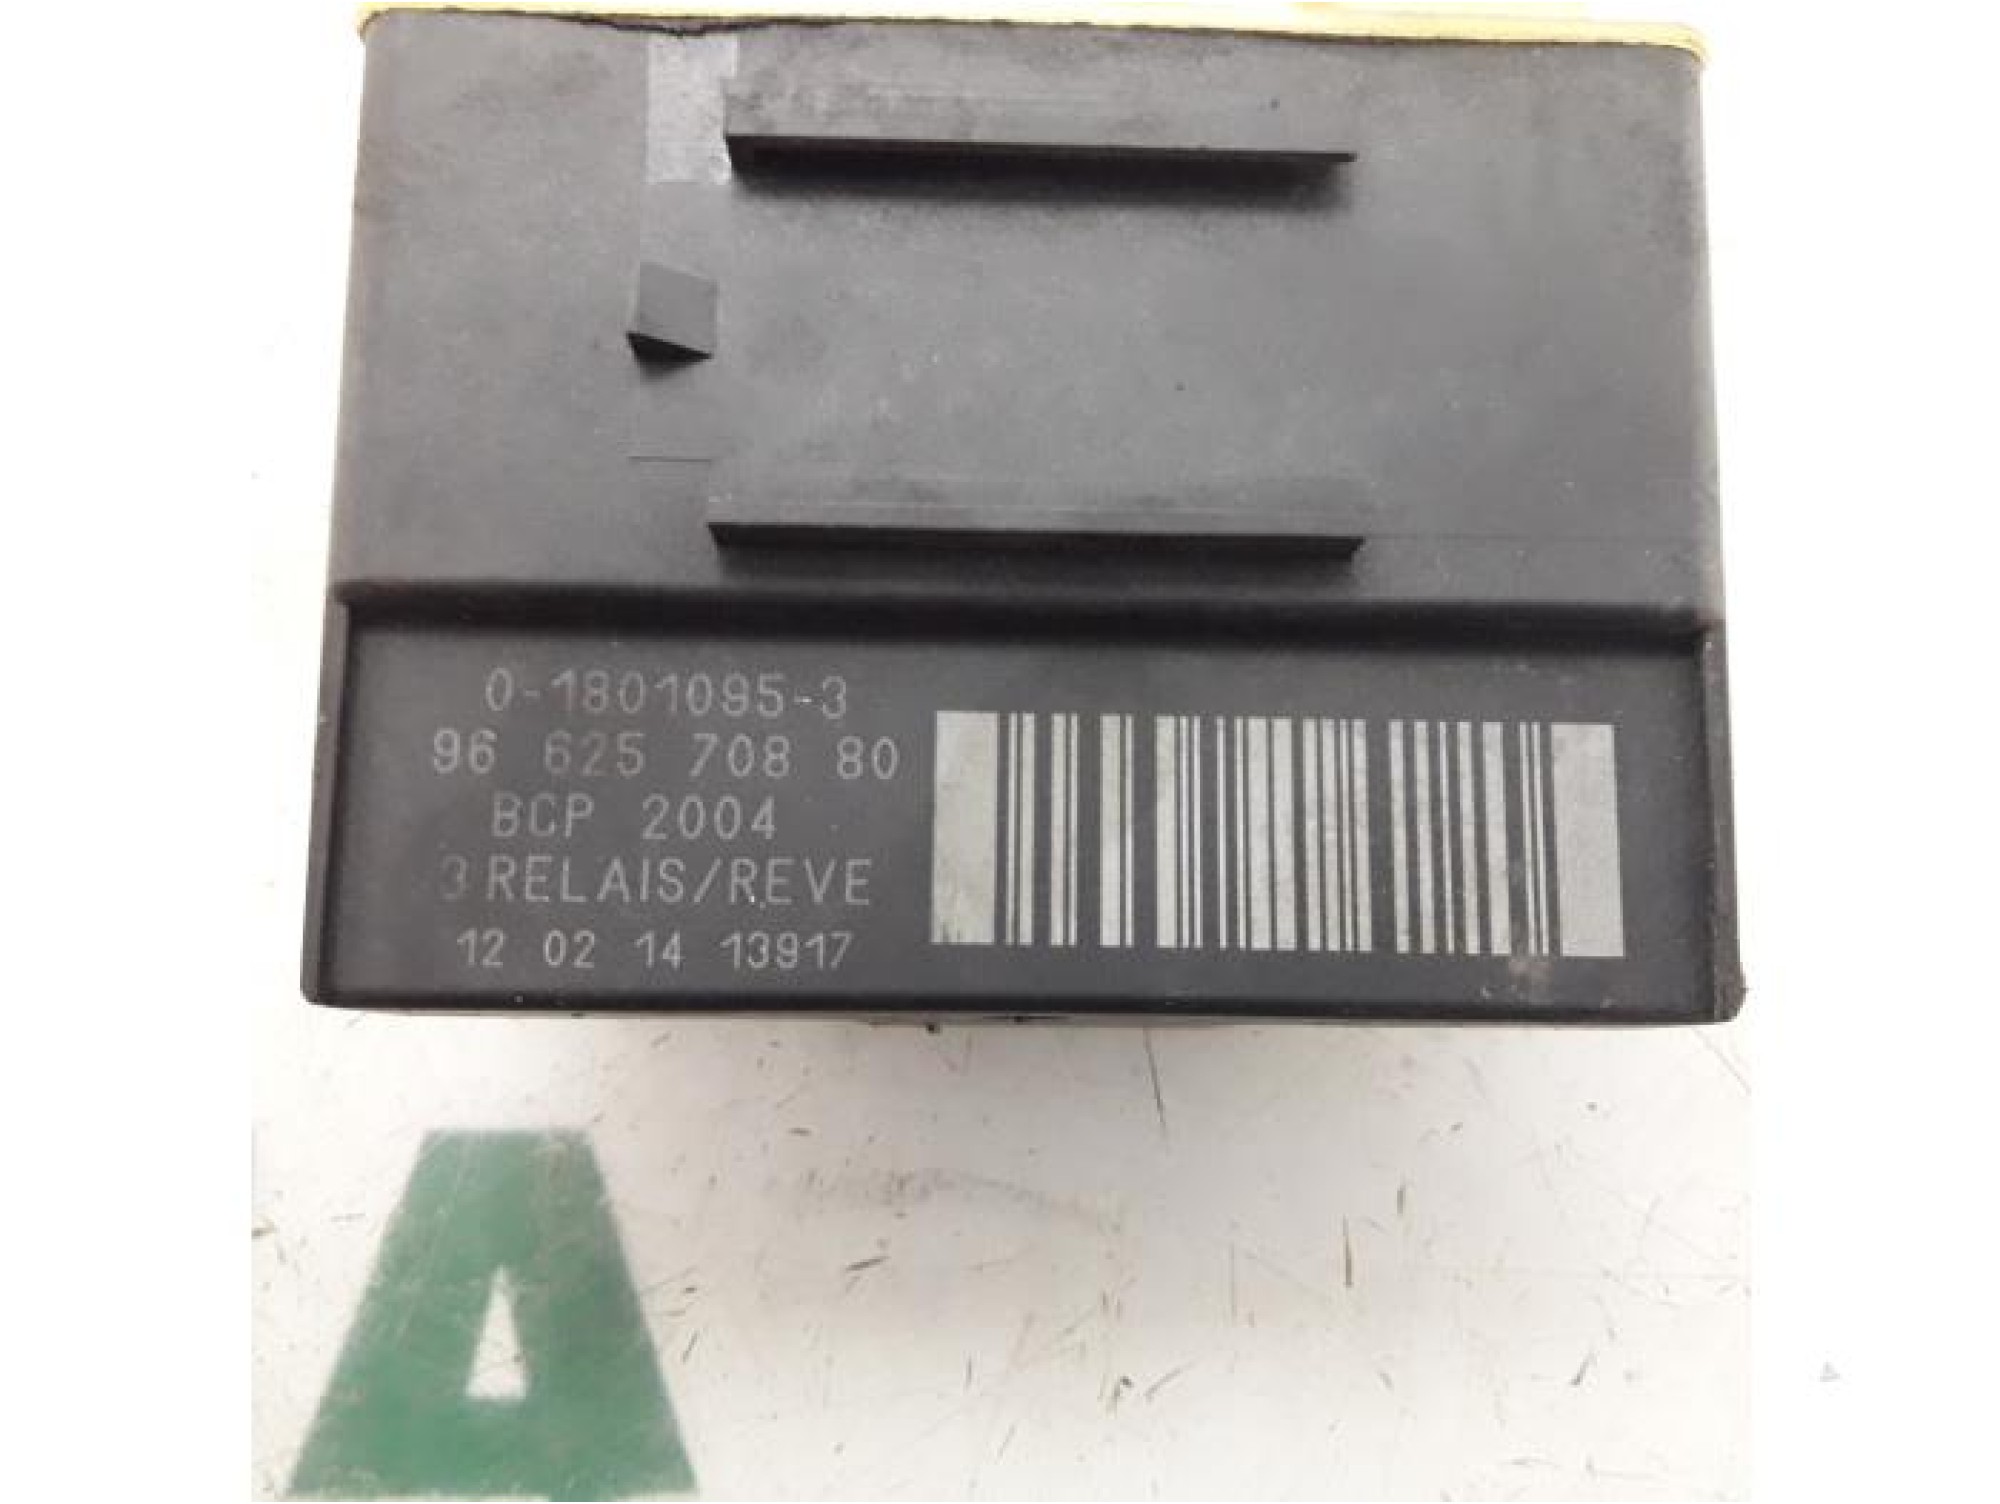 0-1801095-3
96 625 708 80
BCP 2004
3 RELAIS/REVE
12 02 14 13917
A